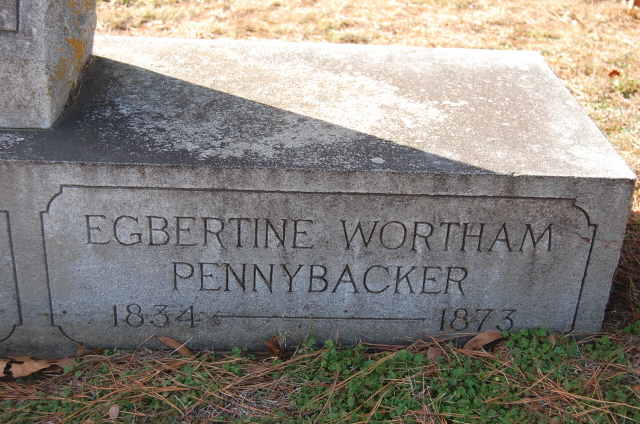 EGBERTINE WORTHAM
PENNYBACKER
1834 — 1873